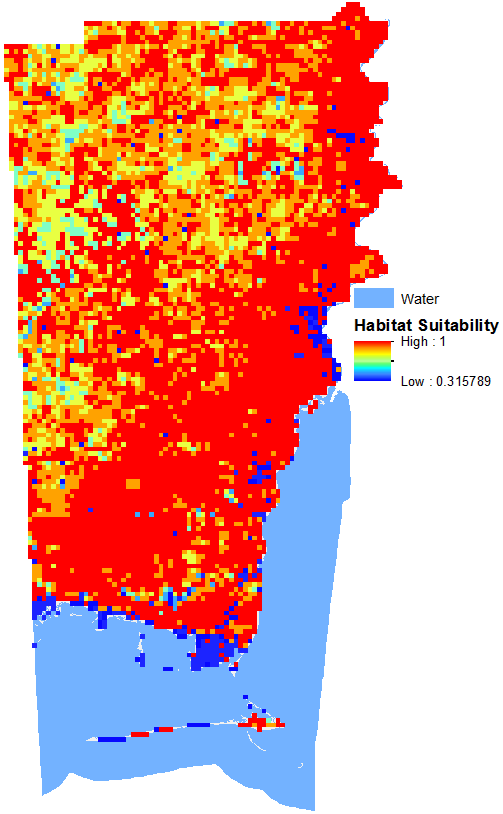 Water
Habitat Suitability
High : 1
Low : 0.315789